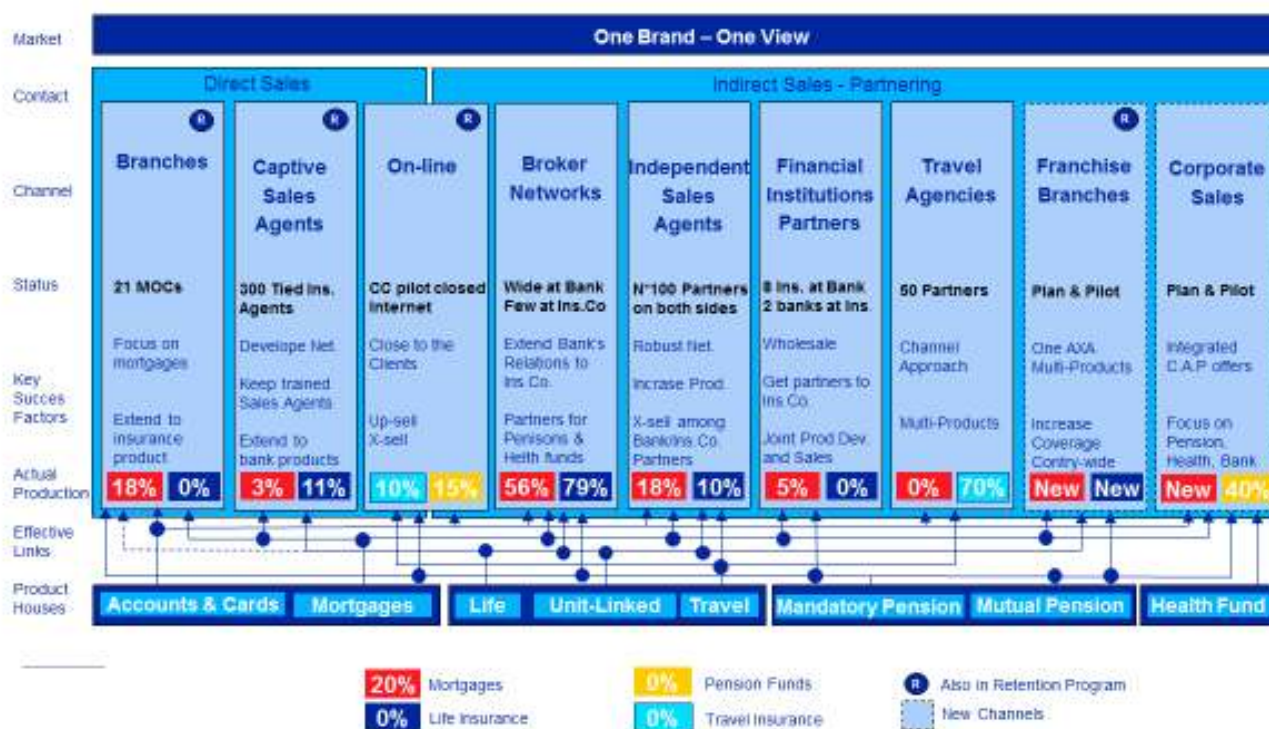 Market
One Brand – One View
Contact
Direct Sales
Indirect Sales - Partnering
Channel
R
Branches
R
Captive
Sales
Agents
R
On-line
Broker
Networks
Independent
Sales
Agents
Financial
Institutions
Partners
Travel
Agencies
R
Franchise
Branches
Corporate
Sales
Status
21 MOCs
300 Tied Ins.
Agents
CC pilot closed
Internet
Wide at Bank
Few at Ins.Co
N°100 Partners
on both sides
8 Ins. at Bank
2 banks at Ins.
50 Partners
Plan & Pilot
Plan & Pilot
Key
Succes
Factors
Focus on
mortgages
Extend to
insurance
product
Develope Net.
Keep trained
Sales Agents
Extend to
bank products
Close to the
Clients
Up-sell
X-sell
Extend Bank's
Relations to
Ins Co.
Partners for
Penisons &
Helth funds
Robust Net.
Incrase Prod.
X-sell among
Bank/Ins.Co.
Partners
Wholesale
Get partners to
Ins.Co.
Joint Prod.Dev.
and Sales
Channel
Approach
Multi-Products
One AXA
Multi-Products
Increase
Coverage
Contry-wide
Integrated
C.A.P offers
Focus on
Pension,
Health, Bank
Actual
Production
18% 0%
3% 11%
10% 15%
56% 79%
18% 10%
5% 0%
0% 70%
New New
New 40%
Effective
Links
Product
Houses
Accounts & Cards
Mortgages
Life
Unit-Linked
Travel
Mandatory Pension
Mutual Pension
Health Fund
20% Mortgages
0% Pension Funds
R Also in Retention Program
0% Life Insurance
0% Travel Insurance
New Channels